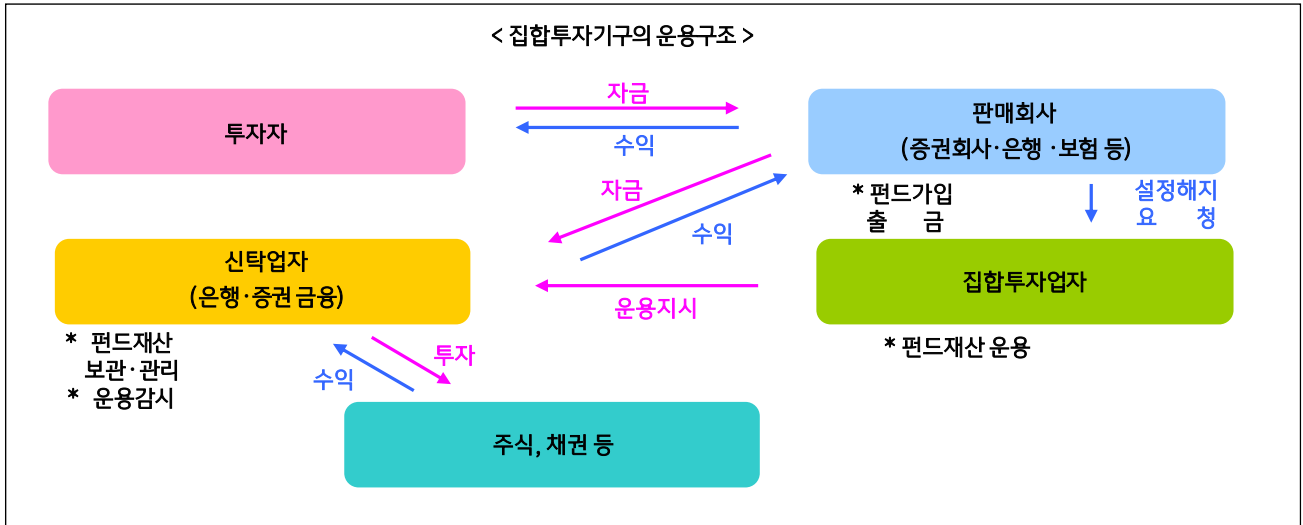 < 집합투자기구의 운용구조 >
자금
투자자
수익
판매회사
(증권회사·은행 ·보험 등)
자금
수익
* 펀드가입
출 금
설정해지
요 청
신탁업자
(은행·증권 금융)
운용지시
집합투자업자
* 펀드재산
보관·관리
* 운용감시
* 펀드재산 운용
투자
수익
주식, 채권 등